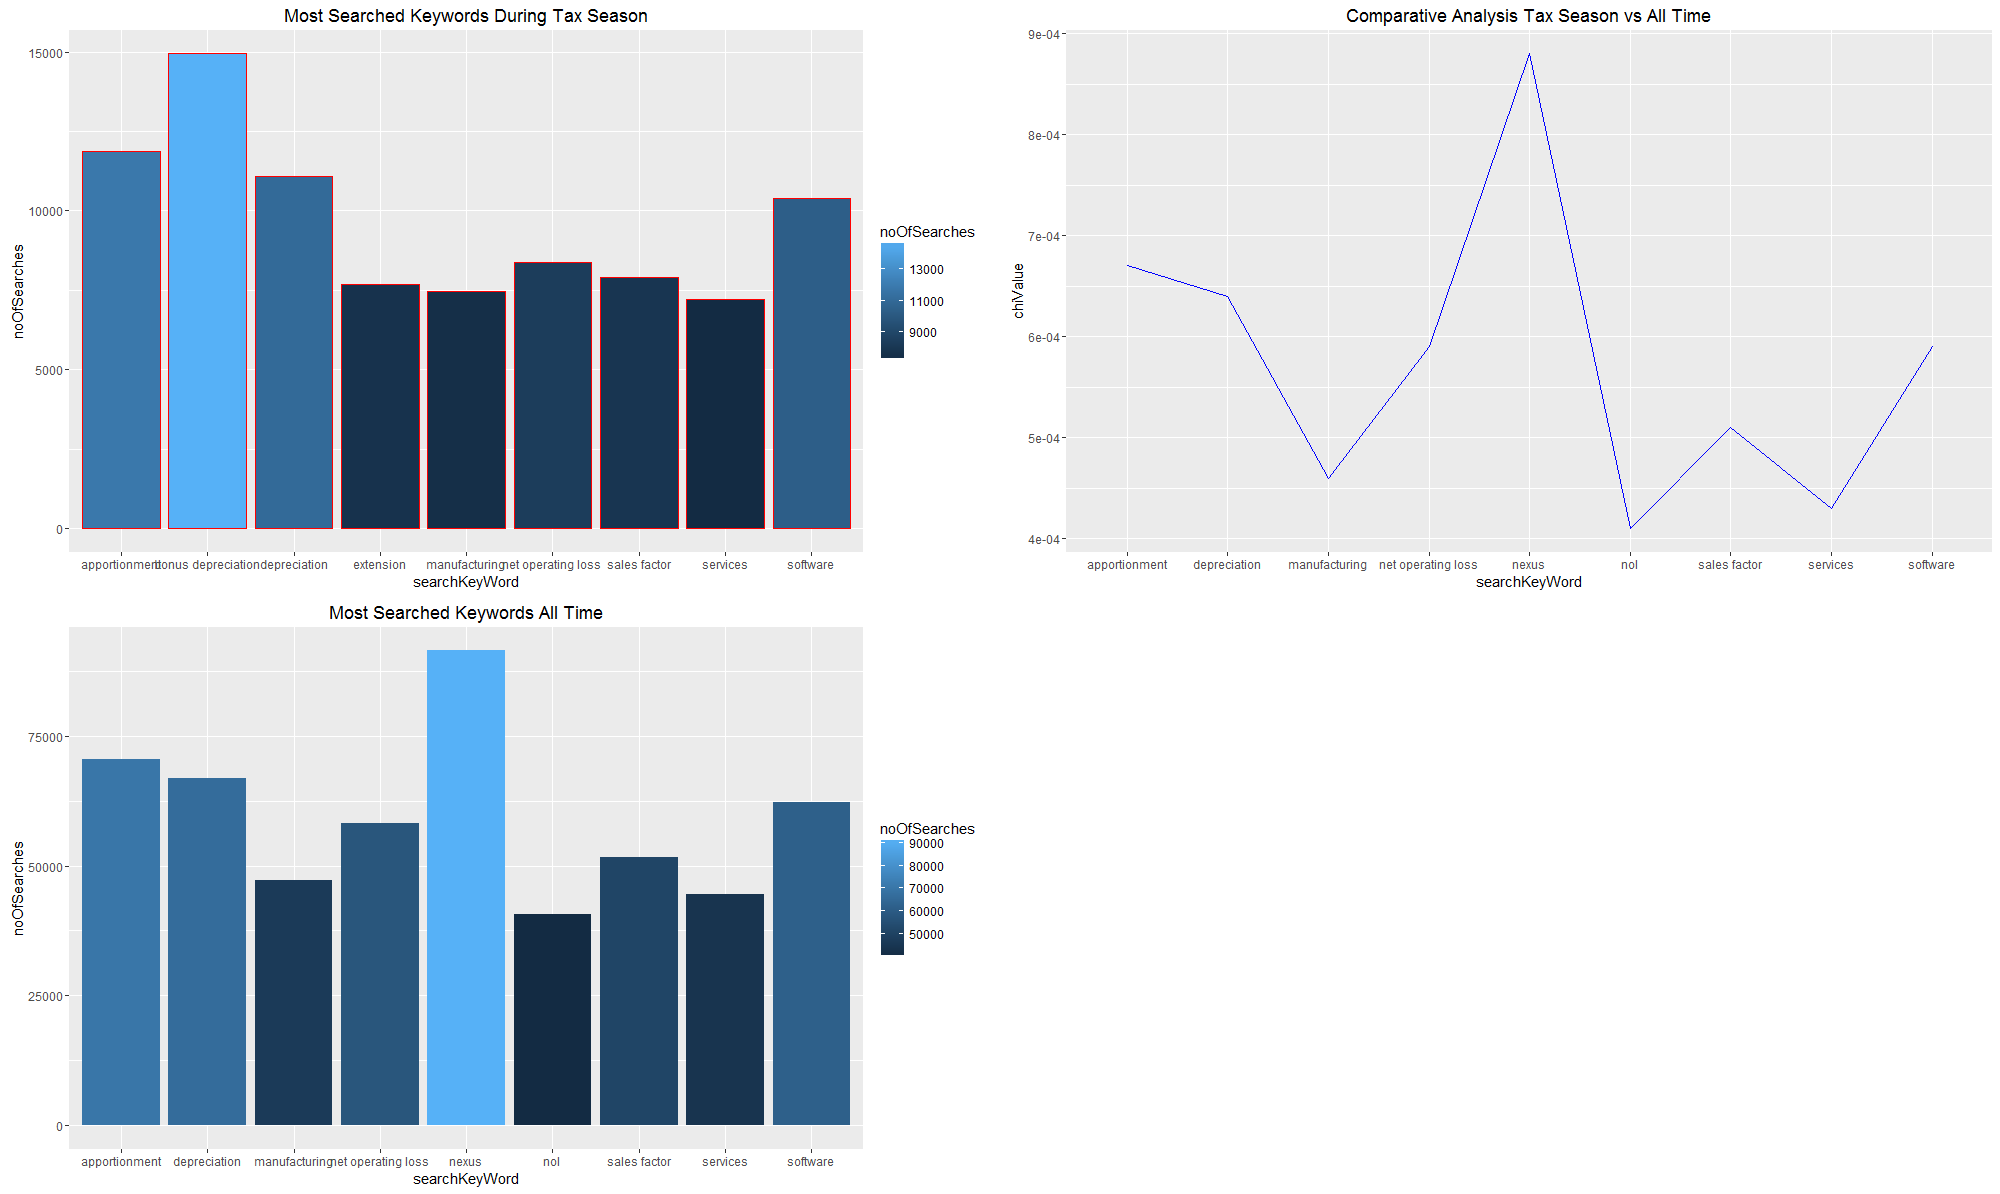 Most Searched Keywords During Tax Season
15000
10000
5000
0
noOfSearches
apportionment bonus depreciation depreciation extension manufacturing net operating loss sales factor services software
searchKeyWord
noOfSearches
13000
11000
9000
Comparative Analysis Tax Season vs All Time
9e-04
8e-04
7e-04
6e-04
5e-04
4e-04
chiValue
apportionment depreciation manufacturing net operating loss nexus nol sales factor services software
searchKeyWord
Most Searched Keywords All Time
75000
50000
25000
0
noOfSearches
apportionment depreciation manufacturing net operating loss nexus nol sales factor services software
searchKeyWord
noOfSearches
90000
80000
70000
60000
50000